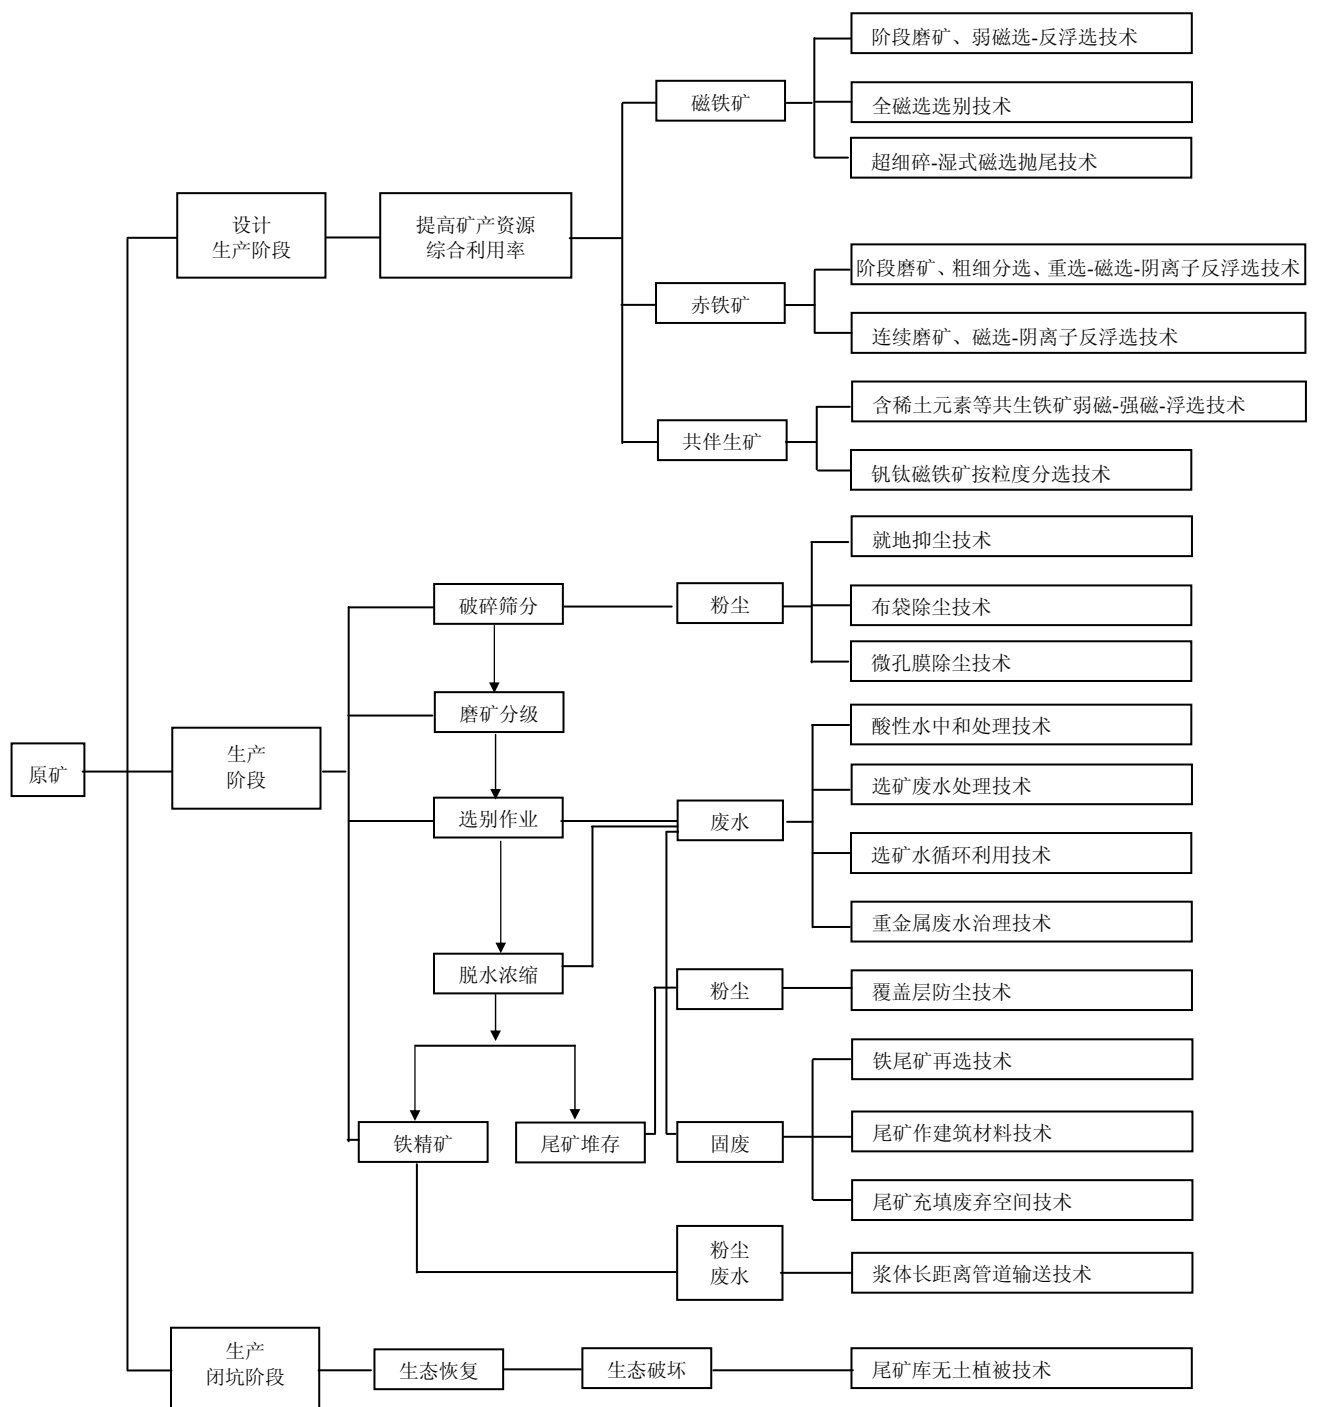 阶段磨矿、弱磁选-反浮选技术
磁铁矿
全磁选选别技术
超细碎-湿式磁选抛尾技术
设计
生产阶段
提高矿产资源
综合利用率
阶段磨矿、粗细分选、重选-磁选-阴离子反浮选技术
赤铁矿
连续磨矿、磁选-阴离子反浮选技术
含稀土元素等共生铁矿弱磁-强磁-浮选技术
共伴生矿
钒钛磁铁矿按粒度分选技术
就地抑尘技术
破碎筛分
粉尘
布袋除尘技术
微孔膜除尘技术
磨矿分级
酸性水中和处理技术
原矿
生产
阶段
选矿废水处理技术
选别作业
废水
选矿水循环利用技术
重金属废水治理技术
脱水浓缩
粉尘
覆盖层防尘技术
铁尾矿再选技术
铁精矿
尾矿堆存
固废
尾矿作建筑材料技术
尾矿充填废弃空间技术
粉尘
废水
浆体长距离管道输送技术
生产
闭坑阶段
生态恢复
生态破坏
尾矿库无土植被技术